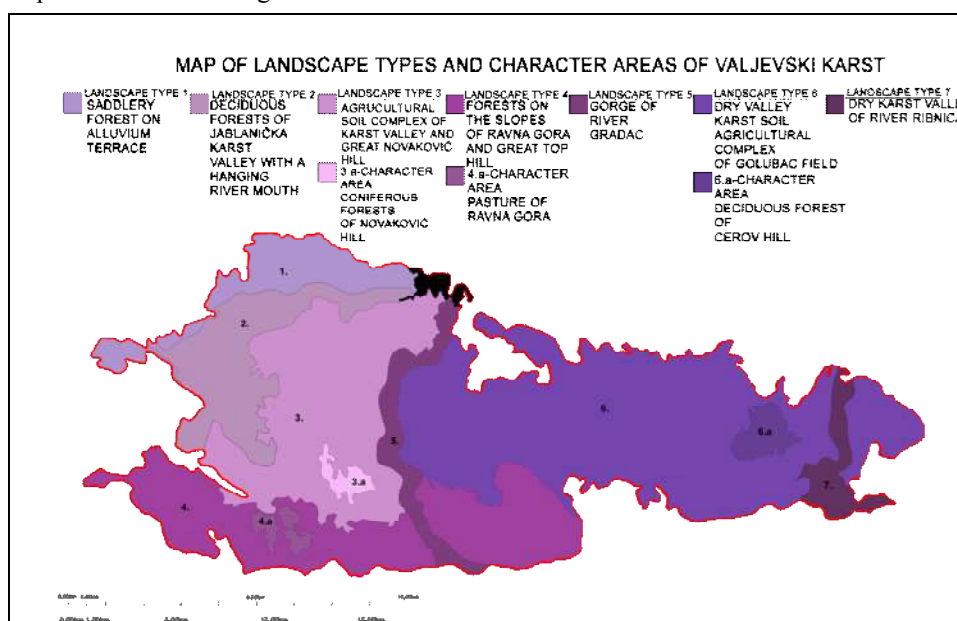 MAP OF LANDSCAPE TYPES AND CHARACTER AREAS OF VALJEVSKI KARST
LANDSCAPE TYPE 1
SADDLERY
FOREST ON
ALLUVIUM
TERRACE
LANDSCAPE TYPE 2
DECIDUOUS
FORESTS OF
JABLANIČKA
KARST
VALLEY WITH A
HANGING
RIVER MOUTH
LANDSCAPE TYPE 3
AGRUCULTURAL
SOIL COMPLEX OF
KARST VALLEY AND
GREAT NOVAKOVIC
HILL
3 a-CHARACTER
AREA
CONIFEROUS
FORESTS
OF NOVAKOVIC
HILL
LANDSCAPE TYPE 4
FORESTS ON
THE SLOPES
OF RAVNA GORA
AND GREAT TOP
HILL
4.a-CHARACTER
AREA
PASTURE OF
RAVNA GORA
LANDSCAPE TYPE 5
GORGE OF
RIVER
GRADAC
LANDSCAPE TYPE 6
DRY VALLEY
KARST SOIL
AGRICULTURAL
COMPLEX
OF GOLUBAC FIELD
6.a-CHARACTER
AREA
DECIDUOUS FOREST
OF
CEROV HILL
LANDSCAPE TYPE 7
DRY KARST VALLE
OF RIVER RIBNICA
1.
2.
3.
6.
6.a
5.
3.a
7.
4.
4.a